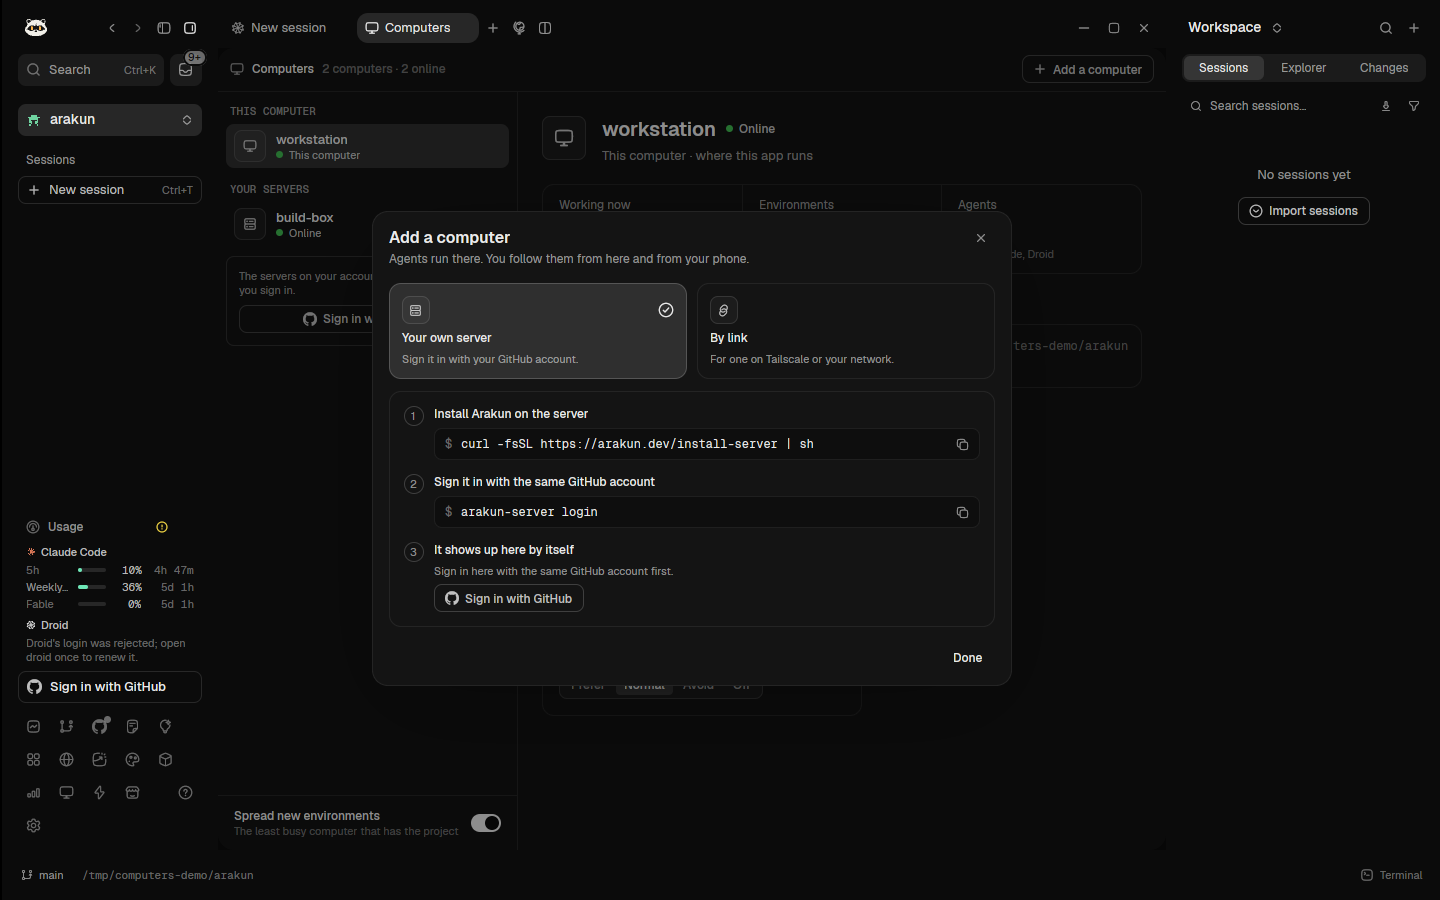 New session
Computers
Workspace
Search
Ctrl+K
9+
Computers
2 computers · 2 online
Add a computer
Sessions
Explorer
Changes
arakun
THIS COMPUTER
workstation
This computer
workstation
Online
This computer · where this app runs
Search sessions...
Sessions
New session
Ctrl+T
YOUR SERVERS
build-box
Online
Working now
Environments
Agents
No sessions yet
Import sessions
The servers on your
you sign in.
Sign in
Droid
/arakun
Add a computer
Agents run there. You follow them from here and from your phone.
Your own server
Sign it in with your GitHub account.
By link
For one on Tailscale or your network.
1
Install Arakun on the server
$ curl -fsSL https://arakun.dev/install-server | sh
2
Sign it in with the same GitHub account
$ arakun-server login
3
It shows up here by itself
Sign in here with the same GitHub account first.
Sign in with GitHub
Done
Normal
Usage
Claude Code
5h 10% 4h 47m
Weekly... 36% 5d 1h
Fable 0% 5d 1h
Droid
Droid's login was rejected; open
droid once to renew it.
Sign in with GitHub
Spread new environments
The least busy computer that has the project
main
/tmp/computers-demo/arakun
Terminal